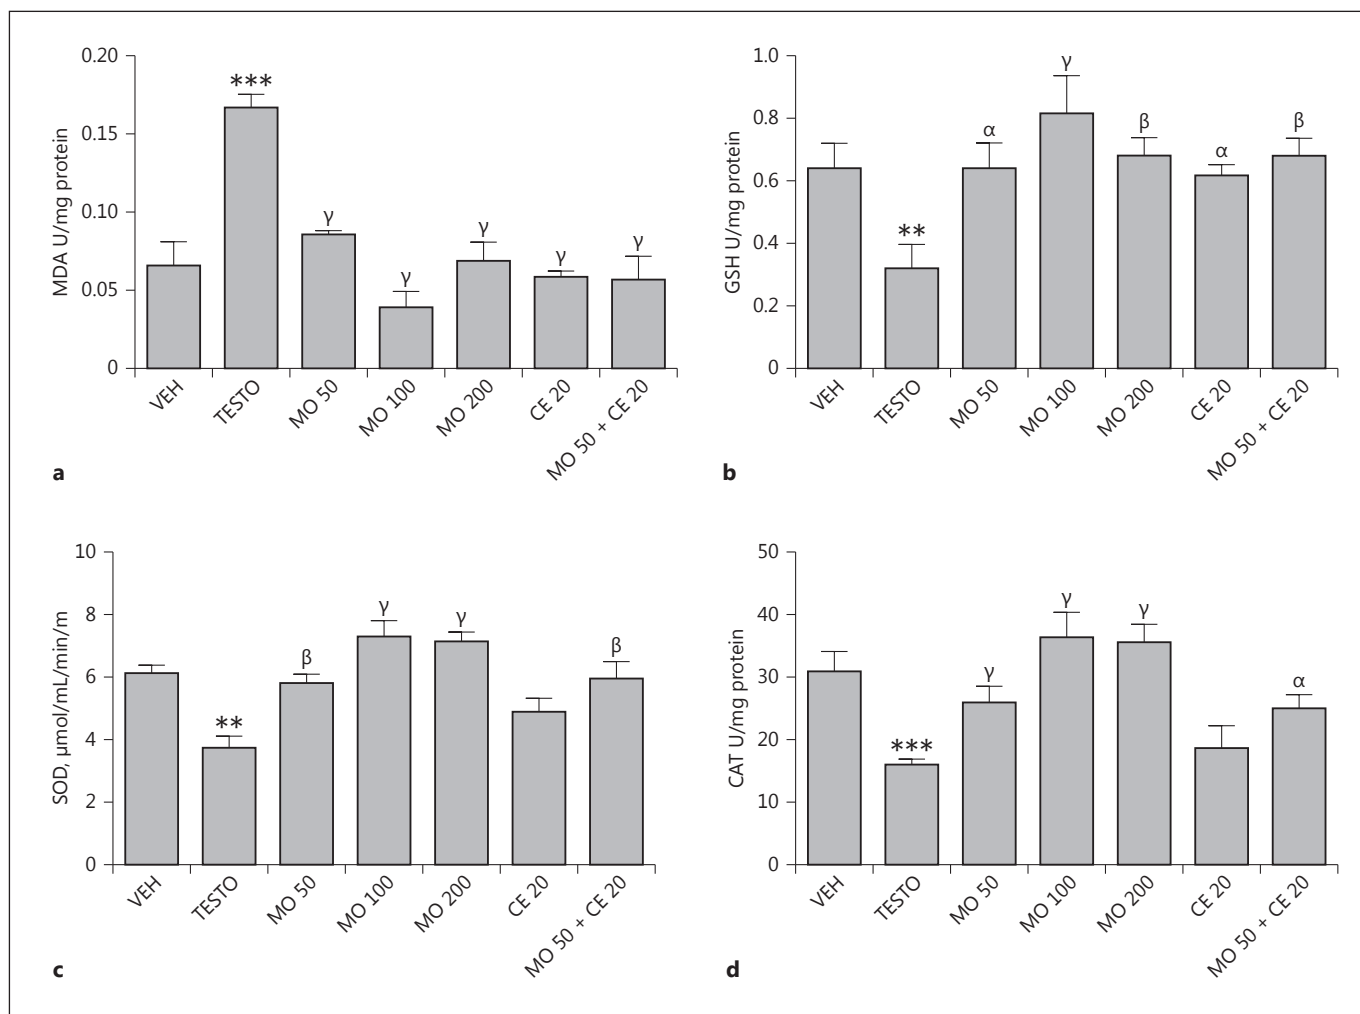 0.20
0.15
0.10
0.05
0
MDA U/mg protein
***
γ
γ
γ
γ
γ
VEH
TESTO
MO 50
MO 100
MO 200
CE 20
MO 50 + CE 20
a
1.0
0.8
0.6
0.4
0.2
0
GSH U/mg protein
**
α
γ
β
α
β
VEH
TESTO
MO 50
MO 100
MO 200
CE 20
MO 50 + CE 20
b
10
8
6
4
2
0
SOD, µmol/mL/min/m
**
β
γ
γ
β
VEH
TESTO
MO 50
MO 100
MO 200
CE 20
MO 50 + CE 20
c
50
40
30
20
10
0
CAT U/mg protein
***
γ
γ
γ
α
VEH
TESTO
MO 50
MO 100
MO 200
CE 20
MO 50 + CE 20
d